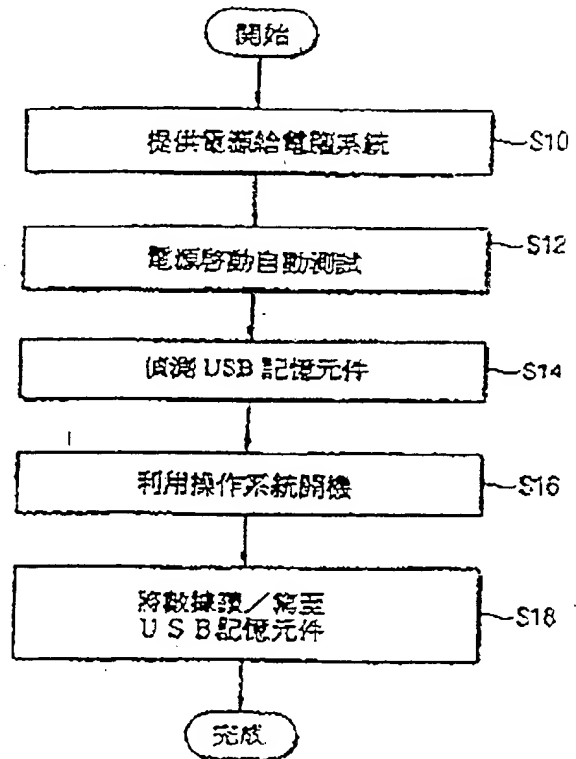 開始
提供電源給電腦系統
S10
電源啓動自動測試
S12
偵測 USB 記憶元件
S14
利用操作系統開機
S16
將數據讀／寫至
USB記憶元件
S18
完成